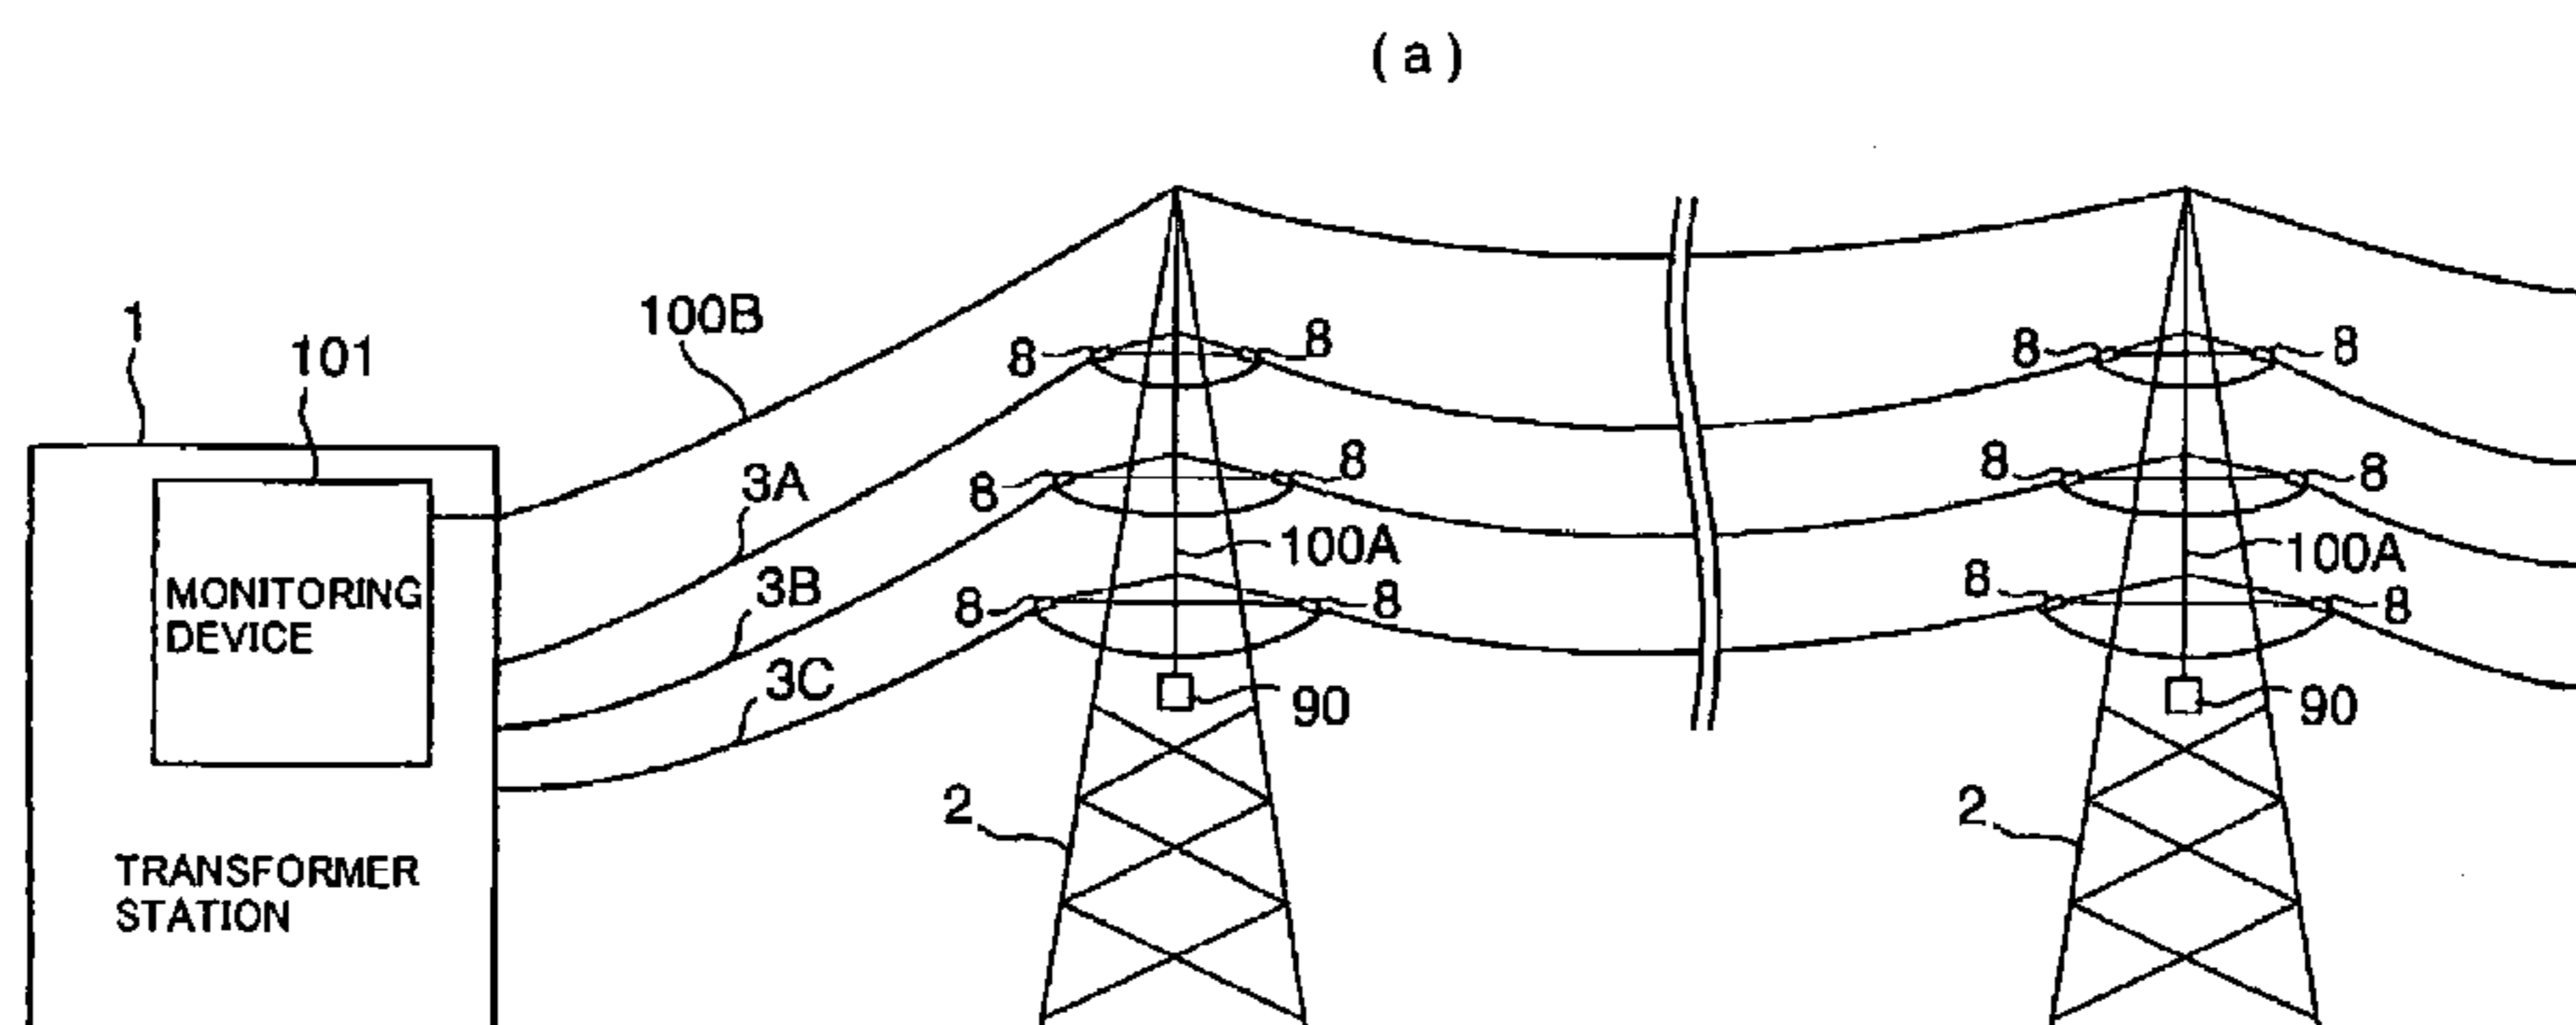 (a)
1
101
100B
8
8
8
8
3A
8
8
8
8
3B
100A
100A
8
8
8
8
MONITORING
DEVICE
3C
90
90
2
2
TRANSFORMER
STATION